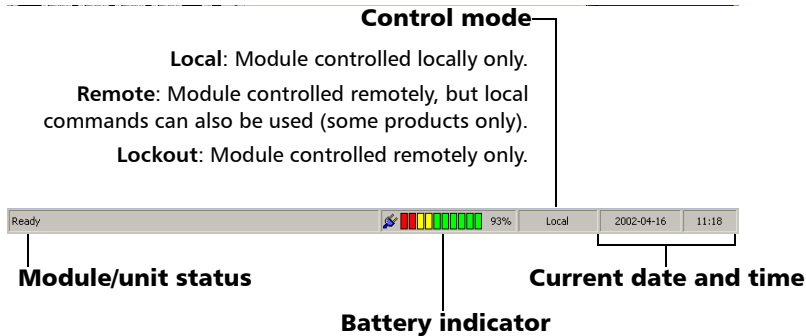 Control mode
Local: Module controlled locally only.
Remote: Module controlled remotely, but local
commands can also be used (some products only).
Lockout: Module controlled remotely only.
Ready 93% Local 2002-04-16 11:18
Module/unit status Current date and time
Battery indicator